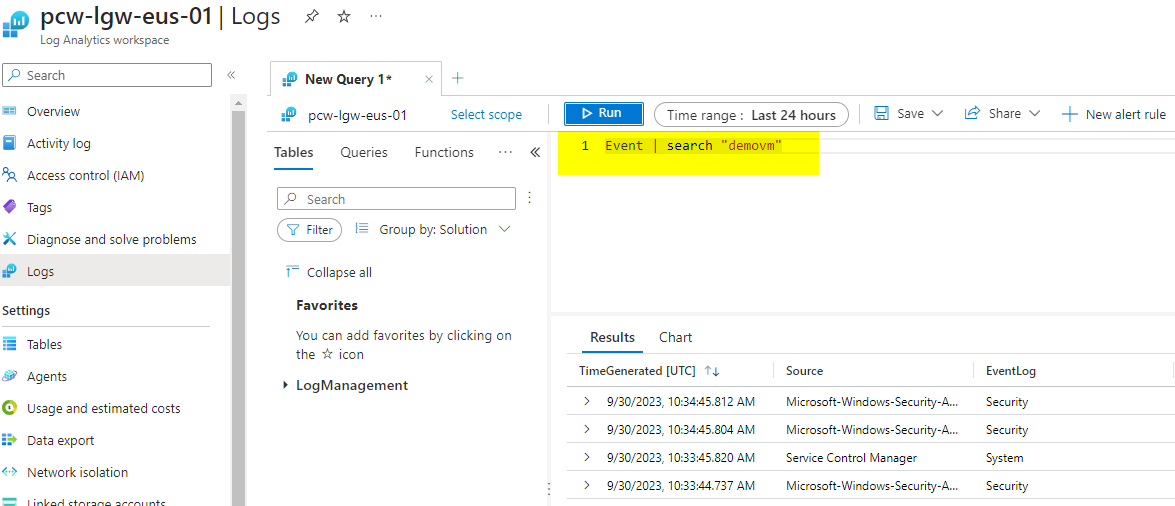 pcw-lgw-eus-01 | Logs
Log Analytics workspace
Search
Overview
Activity log
Access control (IAM)
Tags
Diagnose and solve problems
Logs
Settings
Tables
Agents
Usage and estimated costs
Data export
Network isolation
Linked storage accounts
New Query 1*
pcw-lgw-eus-01
Select scope
Run
Time range : Last 24 hours
Save
Share
New alert rule
Tables Queries Functions
Search
Filter
Group by: Solution
Collapse all
Favorites
You can add favorites by clicking on
the ☆ icon
LogManagement
1 Event | search "demovm"
Results Chart
TimeGenerated [UTC] Source EventLog
9/30/2023, 10:34:45.812 AM Microsoft-Windows-Security-A... Security
9/30/2023, 10:34:45.804 AM Microsoft-Windows-Security-A... Security
9/30/2023, 10:33:45.820 AM Service Control Manager System
9/30/2023, 10:33:44.737 AM Microsoft-Windows-Security-A... Security